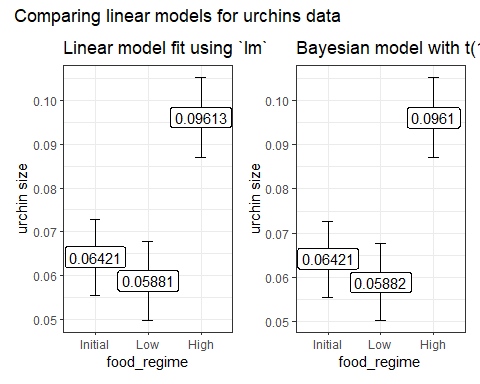 Comparing linear models for urchins data
Linear model fit using `lm`
Bayesian model with t(
urchin size
0.10
0.09
0.08
0.07
0.06
0.05
0.06421
0.05881
0.09613
Initial Low High
food_regime
urchin size
0.10
0.09
0.08
0.07
0.06
0.05
0.06421
0.05882
0.0961
Initial Low High
food_regime